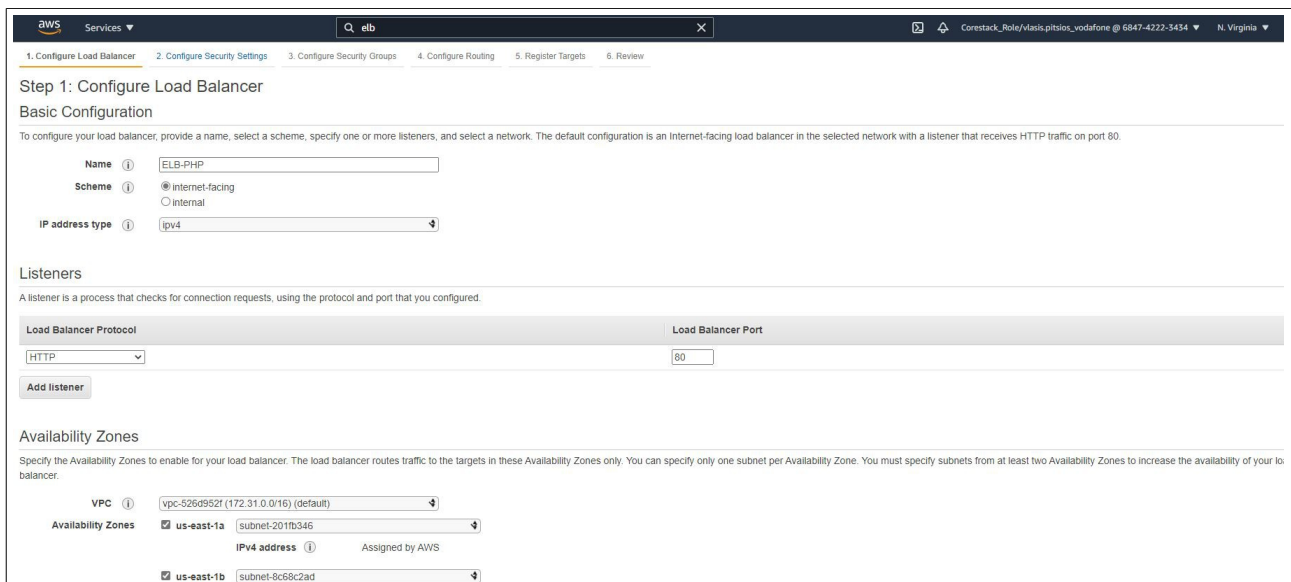 aws Services ▼ elb Corestack_Role/vlasis.pitsios_vodafone @ 6847-4222-3434 ▼ N. Virginia ▼
1. Configure Load Balancer 2. Configure Security Settings 3. Configure Security Groups 4. Configure Routing 5. Register Targets 6. Review
Step 1: Configure Load Balancer
Basic Configuration
To configure your load balancer, provide a name, select a scheme, specify one or more listeners, and select a network. The default configuration is an Internet-facing load balancer in the selected network with a listener that receives HTTP traffic on port 80.
Name ELB-PHP
Scheme internet-facing
internal
IP address type ipv4
Listeners
A listener is a process that checks for connection requests, using the protocol and port that you configured.
Load Balancer Protocol Load Balancer Port
HTTP 80
Add listener
Availability Zones
Specify the Availability Zones to enable for your load balancer. The load balancer routes traffic to the targets in these Availability Zones only. You can specify only one subnet per Availability Zone. You must specify subnets from at least two Availability Zones to increase the availability of your
balancer.
VPC vpc-526d952f (172.31.0.0/16) (default)
Availability Zones us-east-1a subnet-201fb346
IPv4 address Assigned by AWS
us-east-1b subnet-8c68c2ad